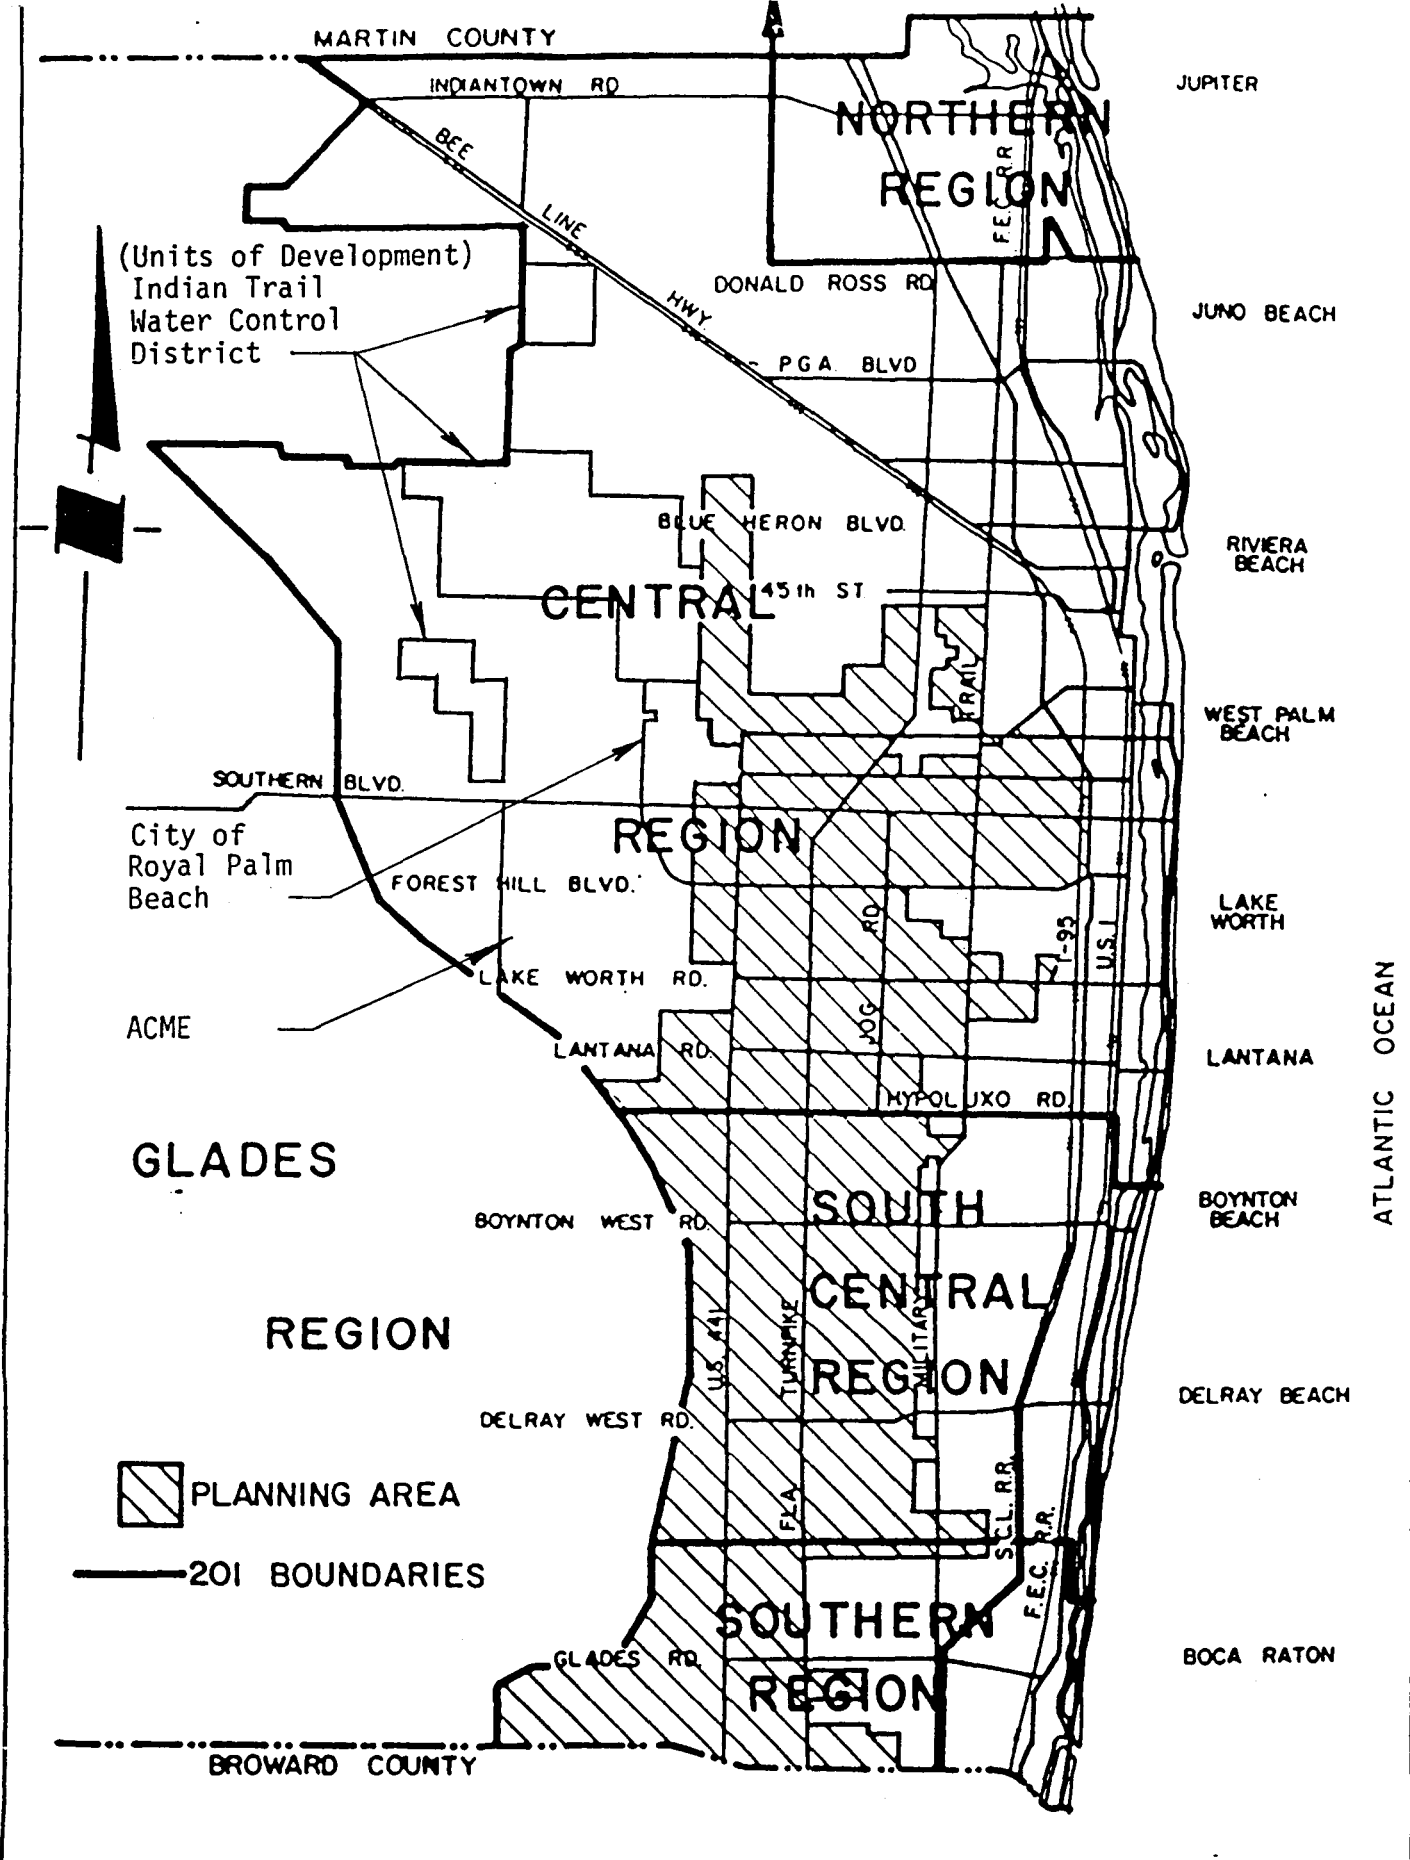 MARTIN COUNTY
INDIANTOWN RD
JUPITER
NORTHERN
REGION
BEE
LINE
HWY.
F.E.C. R.R
(Units of Development)
Indian Trail
Water Control
District
DONALD ROSS RD
JUNO BEACH
P.G.A. BLVD
BLUE HERON BLVD.
RIVIERA
BEACH
CENTRAL
45th ST.
TRAIL
WEST PALM
BEACH
SOUTHERN BLVD.
City of
Royal Palm
Beach
REGION
FOREST HILL BLVD.
LAKE
WORTH
JOG RD.
I-95
U.S. 1
LAKE WORTH RD.
ACME
LANTANA RD.
LANTANA
ATLANTIC OCEAN
HYPOLUXO RD.
GLADES
REGION
SOUTH
CENTRAL
REGION
BOYNTON WEST RD.
BOYNTON
BEACH
U.S. 441
FLA. TURNPIKE
MILITARY
DELRAY BEACH
DELRAY WEST RD.
PLANNING AREA
201 BOUNDARIES
S.C.L. R.R.
F.E.C. R.R.
SOUTHERN
REGION
GLADES RD.
BOCA RATON
BROWARD COUNTY